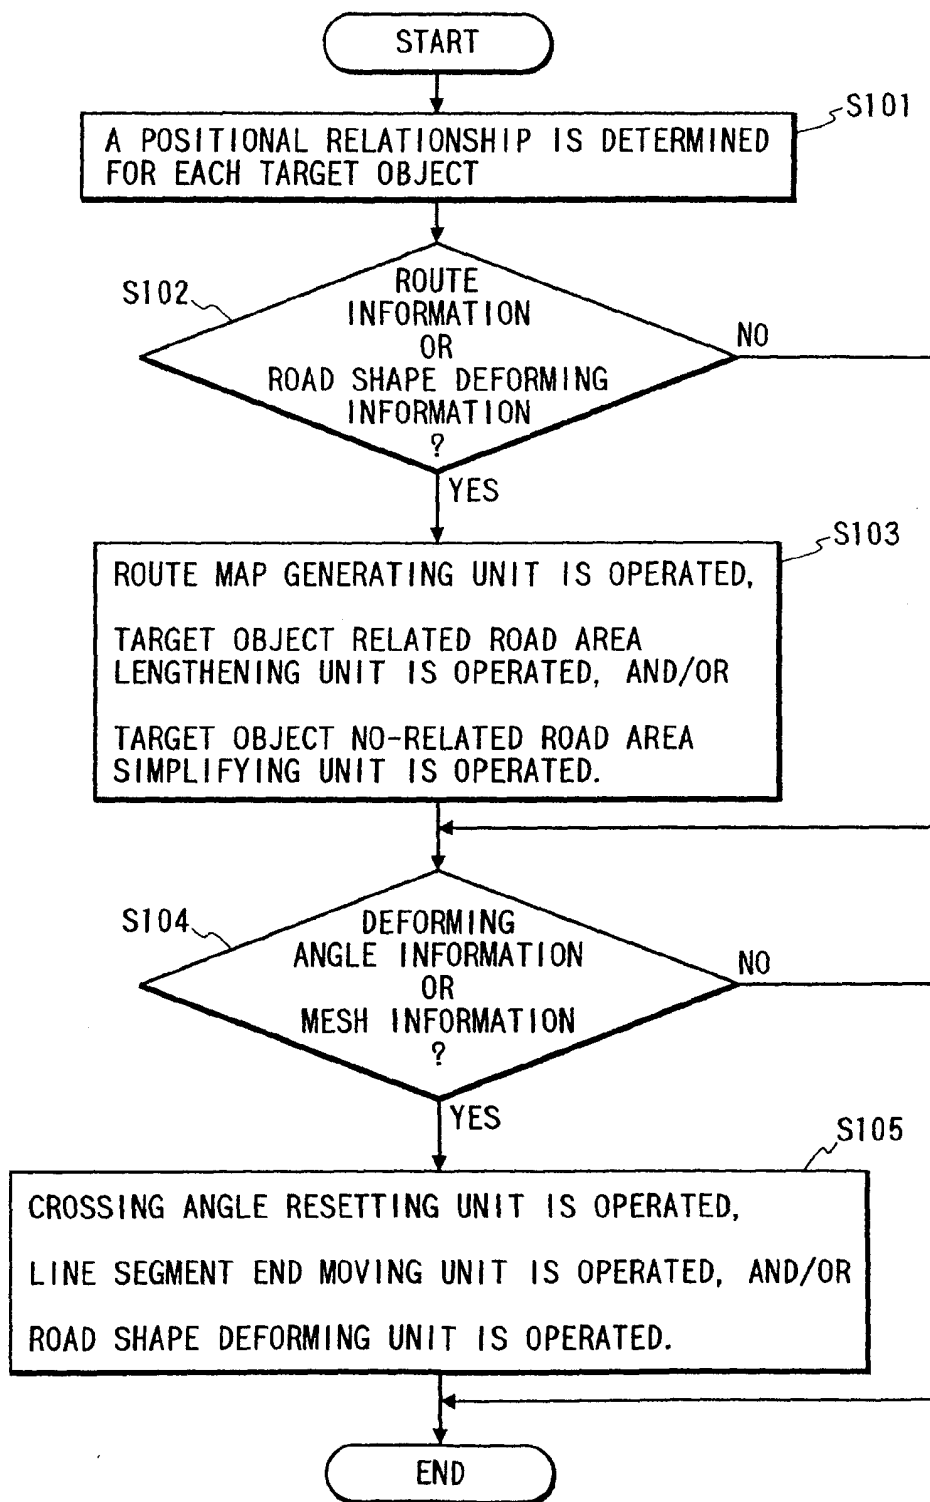 START
S101
A POSITIONAL RELATIONSHIP IS DETERMINED
FOR EACH TARGET OBJECT
S102
ROUTE
INFORMATION
OR
ROAD SHAPE DEFORMING
INFORMATION
?
NO
YES
S103
ROUTE MAP GENERATING UNIT IS OPERATED,
TARGET OBJECT RELATED ROAD AREA
LENGTHENING UNIT IS OPERATED, AND/OR
TARGET OBJECT NO-RELATED ROAD AREA
SIMPLIFYING UNIT IS OPERATED.
S104
DEFORMING
ANGLE INFORMATION
OR
MESH INFORMATION
?
NO
YES
S105
CROSSING ANGLE RESETTING UNIT IS OPERATED,
LINE SEGMENT END MOVING UNIT IS OPERATED, AND/OR
ROAD SHAPE DEFORMING UNIT IS OPERATED.
END